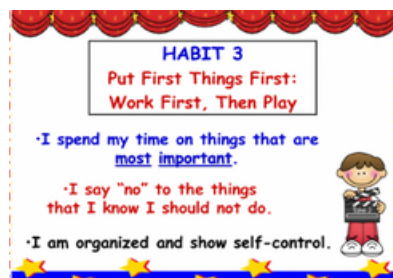 HABIT 3
Put First Things First:
Work First, Then Play
•I spend my time on things that are
most important.
•I say “no” to the things
that I know I should not do.
•I am organized and show self-control.